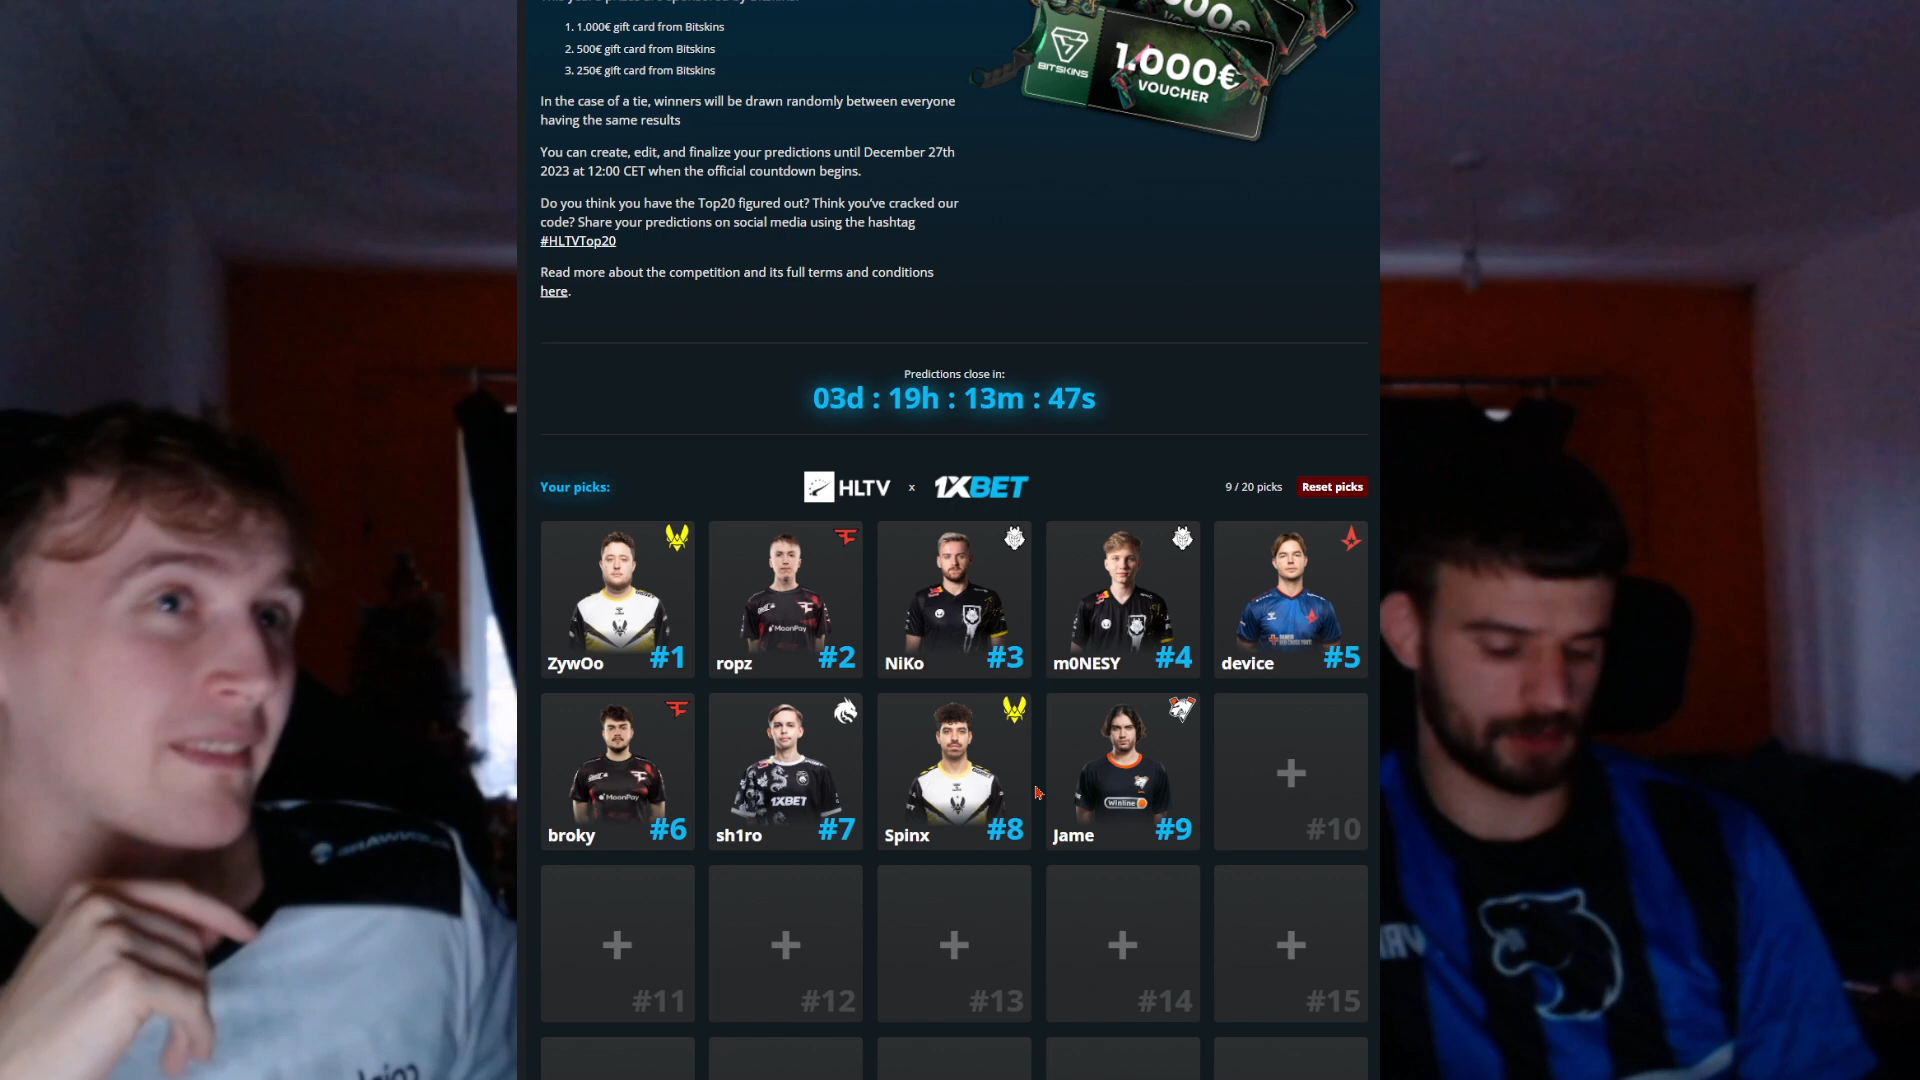 1. 1.000€ gift card from Bitskins
2. 500€ gift card from Bitskins
3. 250€ gift card from Bitskins
In the case of a tie, winners will be drawn randomly between everyone
having the same results
You can create, edit, and finalize your predictions until December 27th
2023 at 12:00 CET when the official countdown begins.
Do you think you have the Top20 figured out? Think you've cracked our
code? Share your predictions on social media using the hashtag
#HLTVTop20
Read more about the competition and its full terms and conditions
here.
BITSKINS
1.000€
VOUCHER
Predictions close in:
03d : 19h : 13m : 47s
Your picks:
HLTV x 1XBET
9 / 20 picks
Reset picks
ZywOo #1
ropz #2
MoonPay
NiKo #3
m0NESY #4
device #5
broky #6
MoonPay
sh1ro #7
1XBET
Spinx #8
Jame #9
winline
+ #10
+ #11
+ #12
+ #13
+ #14
+ #15